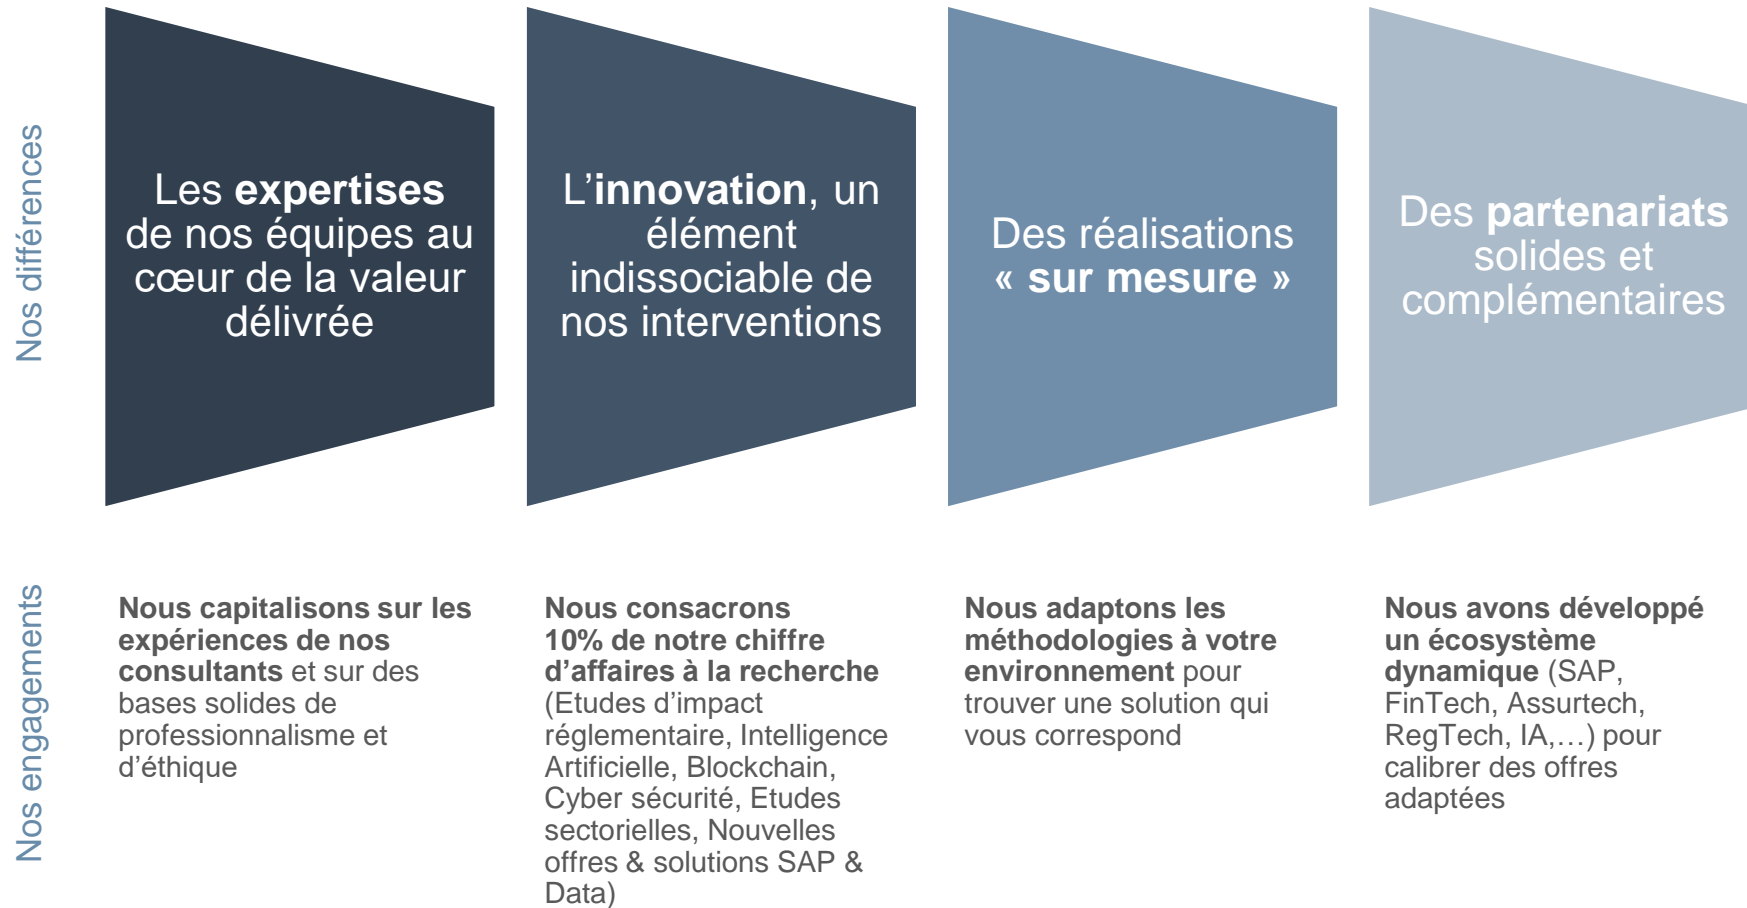 Nos différences
Les expertises
de nos équipes au
cœur de la valeur
délivrée
L’innovation, un
élément
indissociable de
nos interventions
Des réalisations
« sur mesure »
Des partenariats
solides et
complémentaires
Nos engagements
Nous capitalisons sur les
expériences de nos
consultants et sur des
bases solides de
professionnalisme et
d’éthique
Nous consacrons
10% de notre chiffre
d’affaires à la recherche
(Etudes d’impact
réglementaire, Intelligence
Artificielle, Blockchain,
Cyber sécurité, Etudes
sectorielles, Nouvelles
offres & solutions SAP &
Data)
Nous adaptons les
méthodologies à votre
environnement pour
trouver une solution qui
vous correspond
Nous avons développé
un écosystème
dynamique (SAP,
FinTech, Assurtech,
RegTech, IA,…) pour
calibrer des offres
adaptées